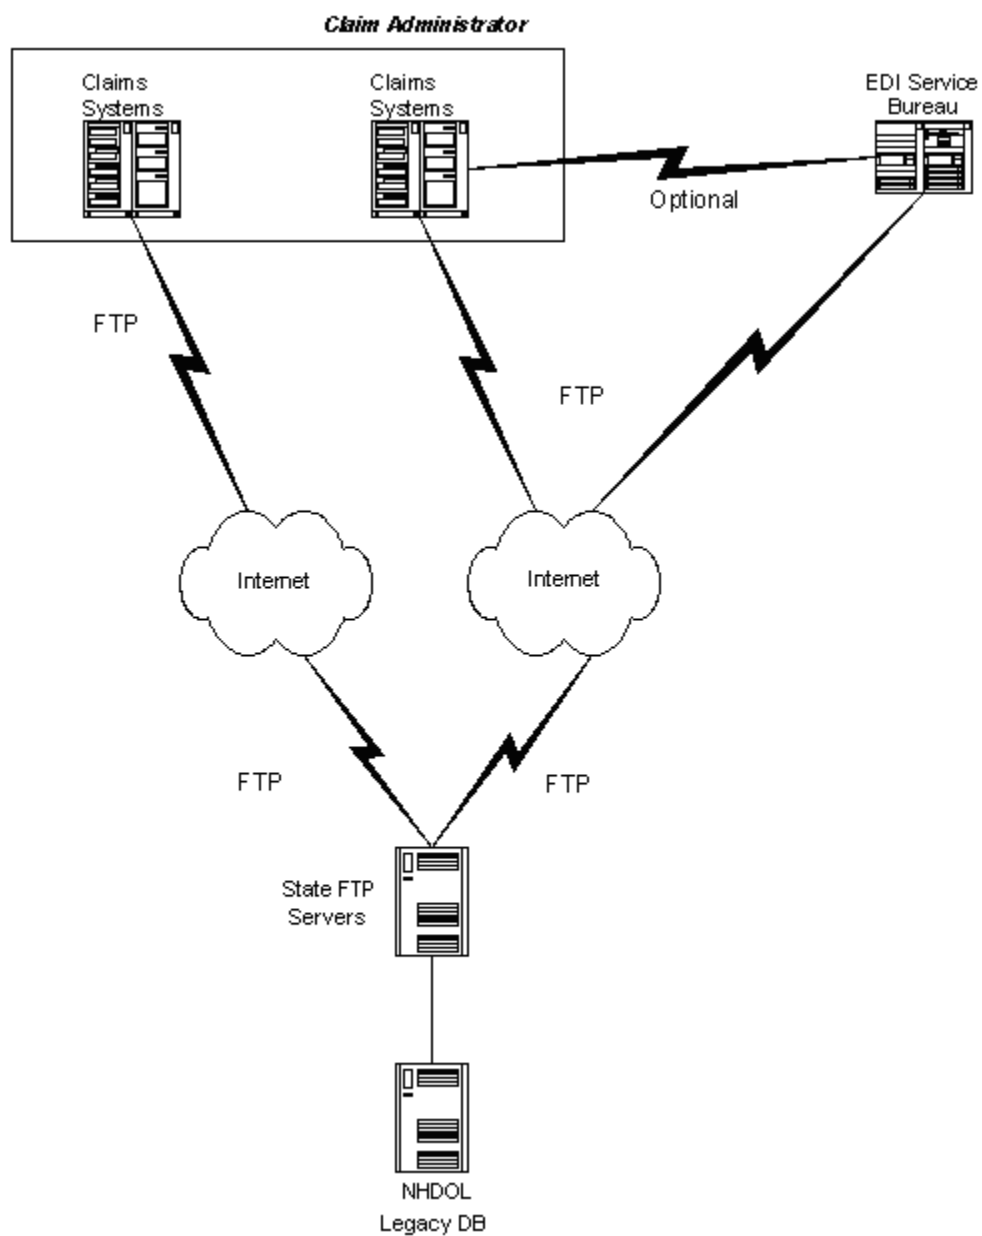 Claim Administrator
Claims
Systems
Claims
Systems
EDI Service
Bureau
Optional
FTP
FTP
Internet
Internet
FTP
FTP
State FTP
Servers
NHDOL
Legacy DB